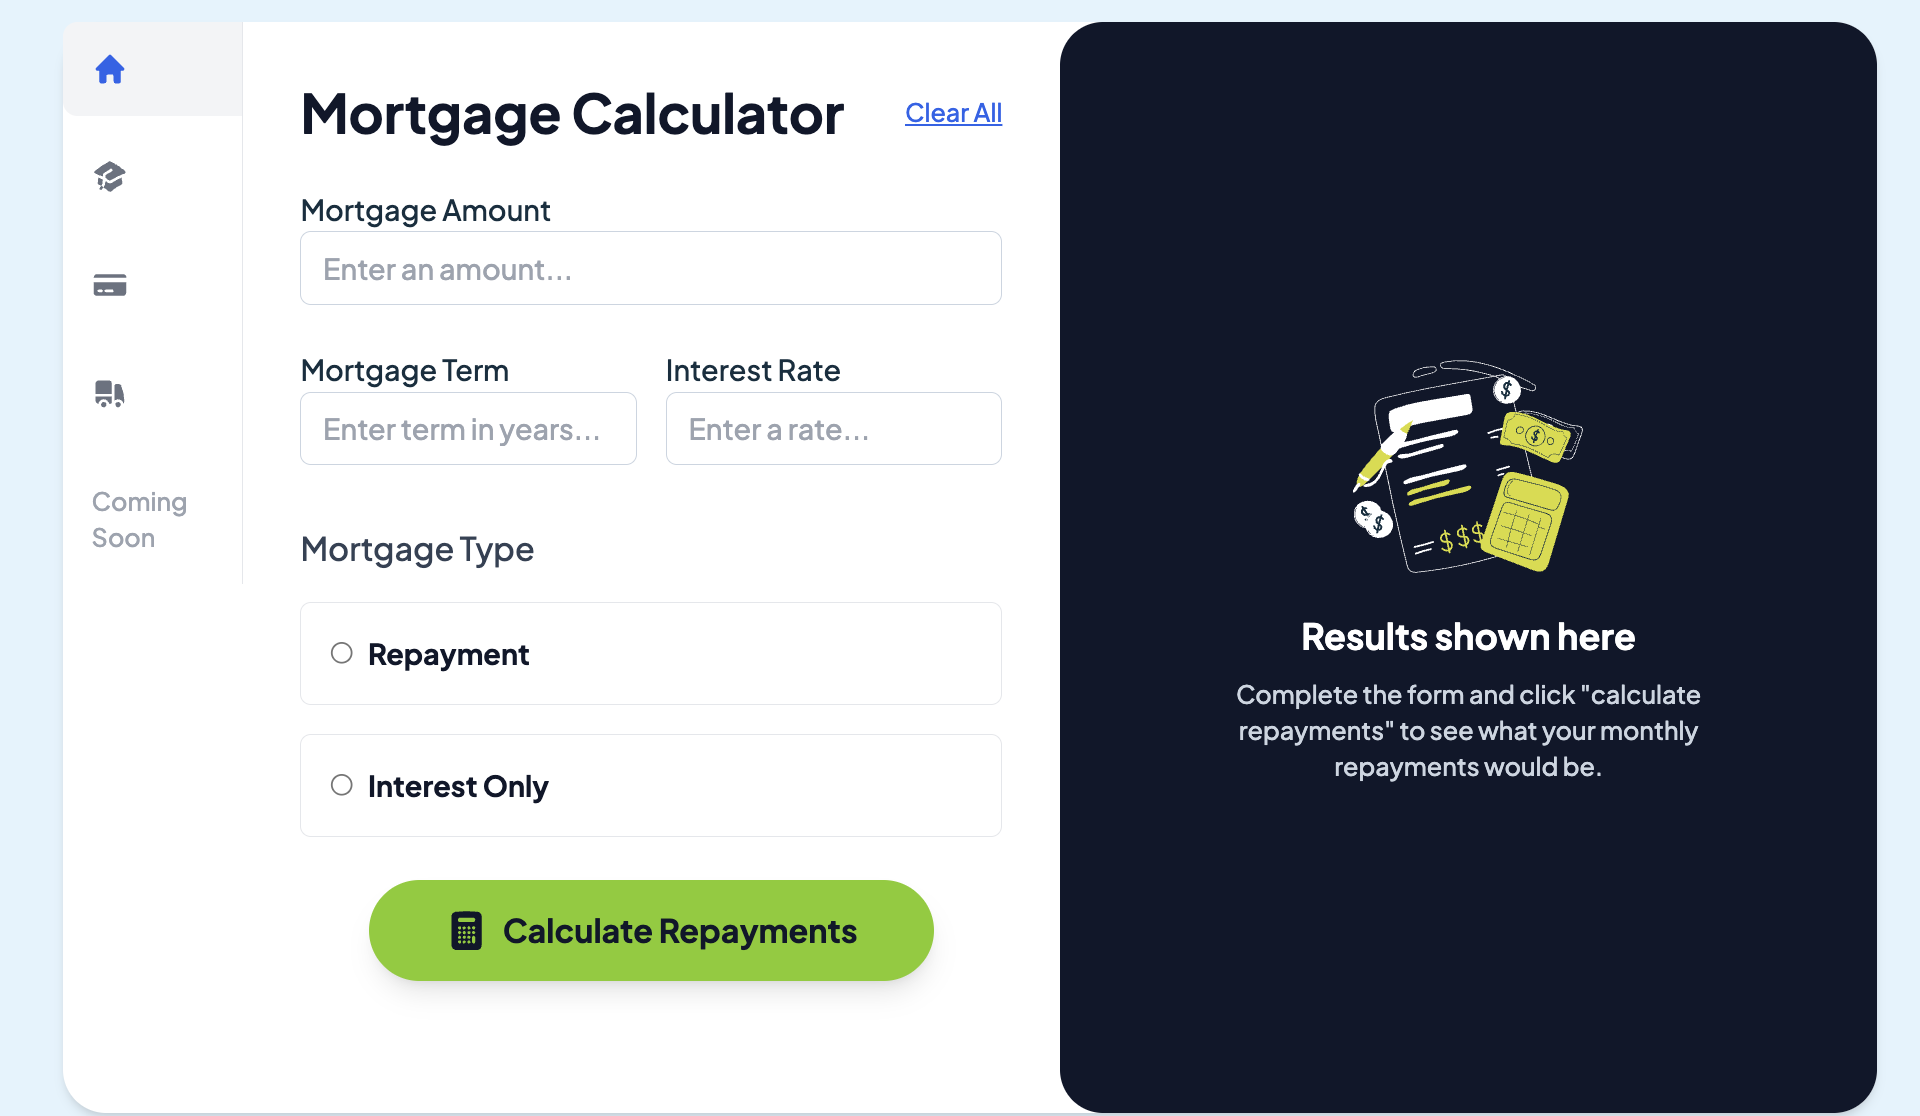 Mortgage Calculator
Clear All
Mortgage Amount
Enter an amount...
Mortgage Term
Interest Rate
Enter term in years...
Enter a rate...
Coming
Soon
Mortgage Type
Repayment
Interest Only
Calculate Repayments
$
$
$
$
$$$
Results shown here
Complete the form and click "calculate
repayments" to see what your monthly
repayments would be.